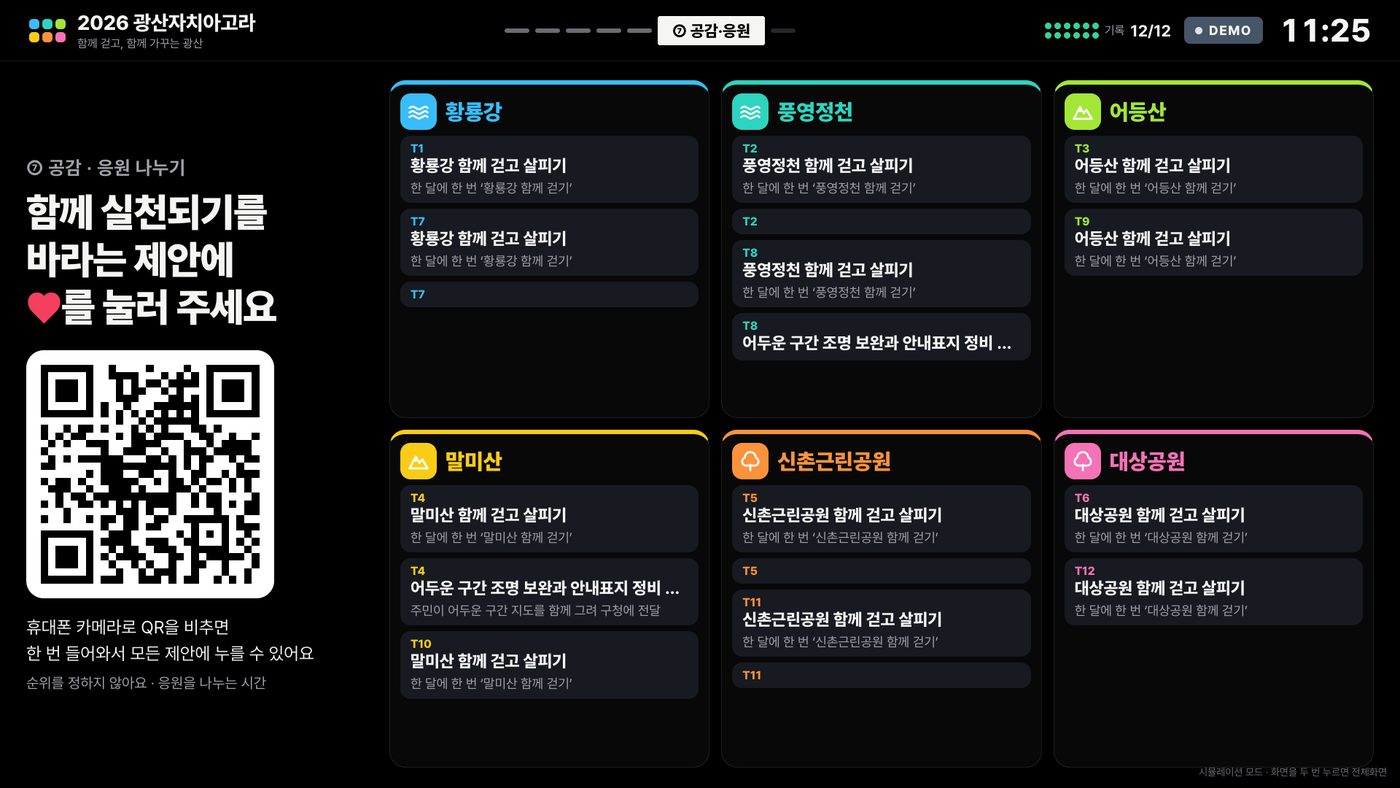 2026 광산자치아고라
함께 걷고, 함께 가꾸는 광산
⑦ 공감·응원
기록 12/12
DEMO
11:25
⑦ 공감 · 응원 나누기
함께 실천되기를
바라는 제안에
❤를 눌러 주세요
휴대폰 카메라로 QR을 비추면
한 번 들어와서 모든 제안에 누를 수 있어요
순위를 정하지 않아요 · 응원을 나누는 시간
황룡강
T1
황룡강 함께 걷고 살피기
한 달에 한 번 ‘황룡강 함께 걷기’
T7
황룡강 함께 걷고 살피기
한 달에 한 번 ‘황룡강 함께 걷기’
T7
풍영정천
T2
풍영정천 함께 걷고 살피기
한 달에 한 번 ‘풍영정천 함께 걷기’
T2
T8
풍영정천 함께 걷고 살피기
한 달에 한 번 ‘풍영정천 함께 걷기’
T8
어두운 구간 조명 보완과 안내표지 정비 ...
어등산
T3
어등산 함께 걷고 살피기
한 달에 한 번 ‘어등산 함께 걷기’
T9
어등산 함께 걷고 살피기
한 달에 한 번 ‘어등산 함께 걷기’
말미산
T4
말미산 함께 걷고 살피기
한 달에 한 번 ‘말미산 함께 걷기’
T4
어두운 구간 조명 보완과 안내표지 정비 ...
주민이 어두운 구간 지도를 함께 그려 구청에 전달
T10
말미산 함께 걷고 살피기
한 달에 한 번 ‘말미산 함께 걷기’
신촌근린공원
T5
신촌근린공원 함께 걷고 살피기
한 달에 한 번 ‘신촌근린공원 함께 걷기’
T5
T11
신촌근린공원 함께 걷고 살피기
한 달에 한 번 ‘신촌근린공원 함께 걷기’
T11
대상공원
T6
대상공원 함께 걷고 살피기
한 달에 한 번 ‘대상공원 함께 걷기’
T12
대상공원 함께 걷고 살피기
한 달에 한 번 ‘대상공원 함께 걷기’
시뮬레이션 모드 · 화면을 두 번 누르면 전체화면